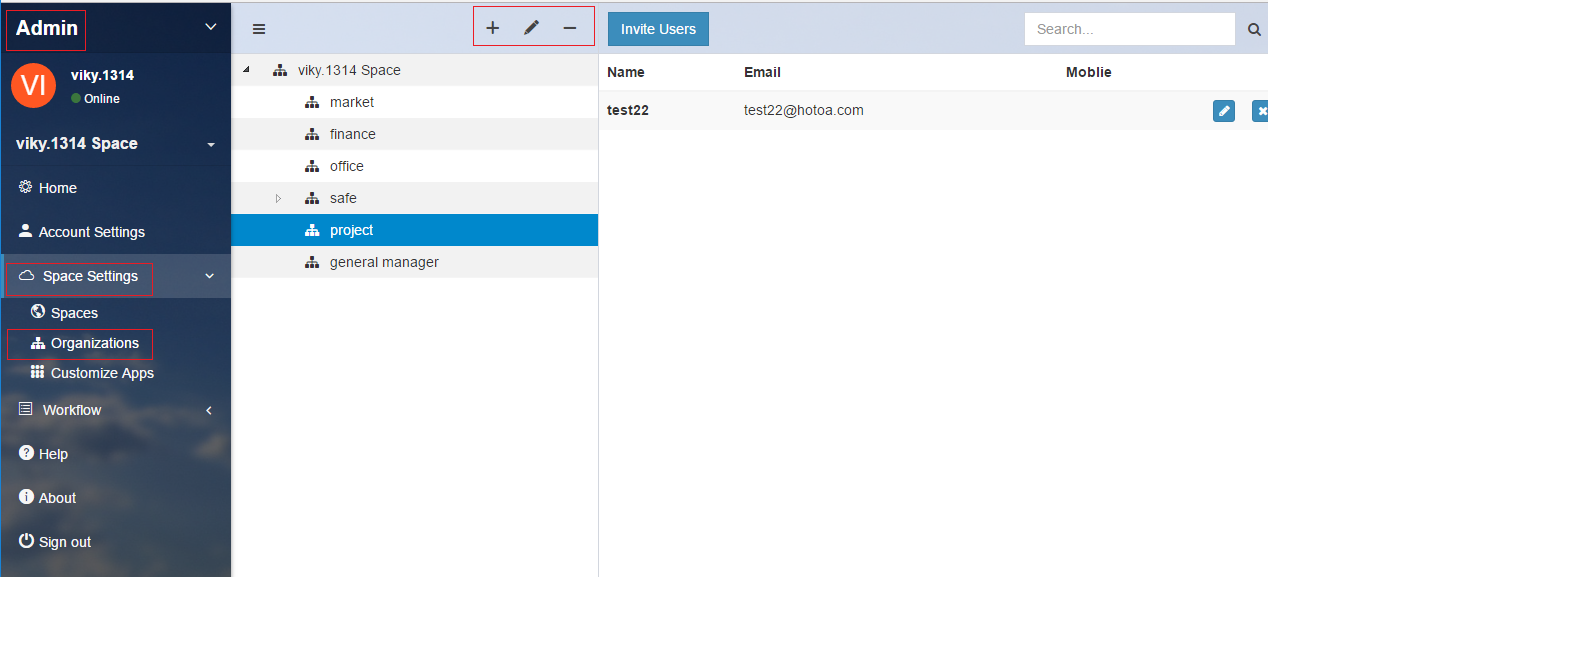 Admin
VI
viky.1314
Online
viky.1314 Space
Home
Account Settings
Space Settings
Spaces
Organizations
Customize Apps
Workflow
Help
About
Sign out
viky.1314 Space
market
finance
office
safe
project
general manager
Invite Users
Search...
Name Email Moblie
test22 test22@hotoa.com